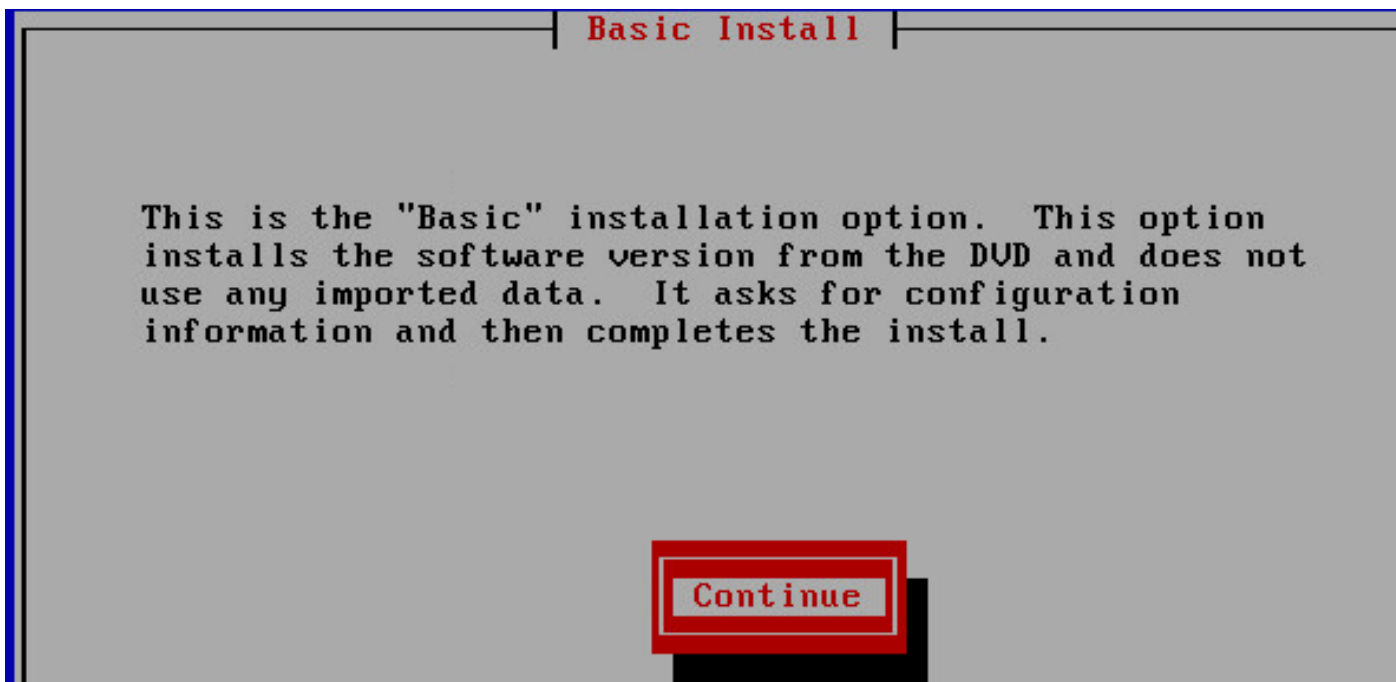 Basic Install
This is the "Basic" installation option.  This option
installs the software version from the DVD and does not
use any imported data.  It asks for configuration
information and then completes the install.
Continue